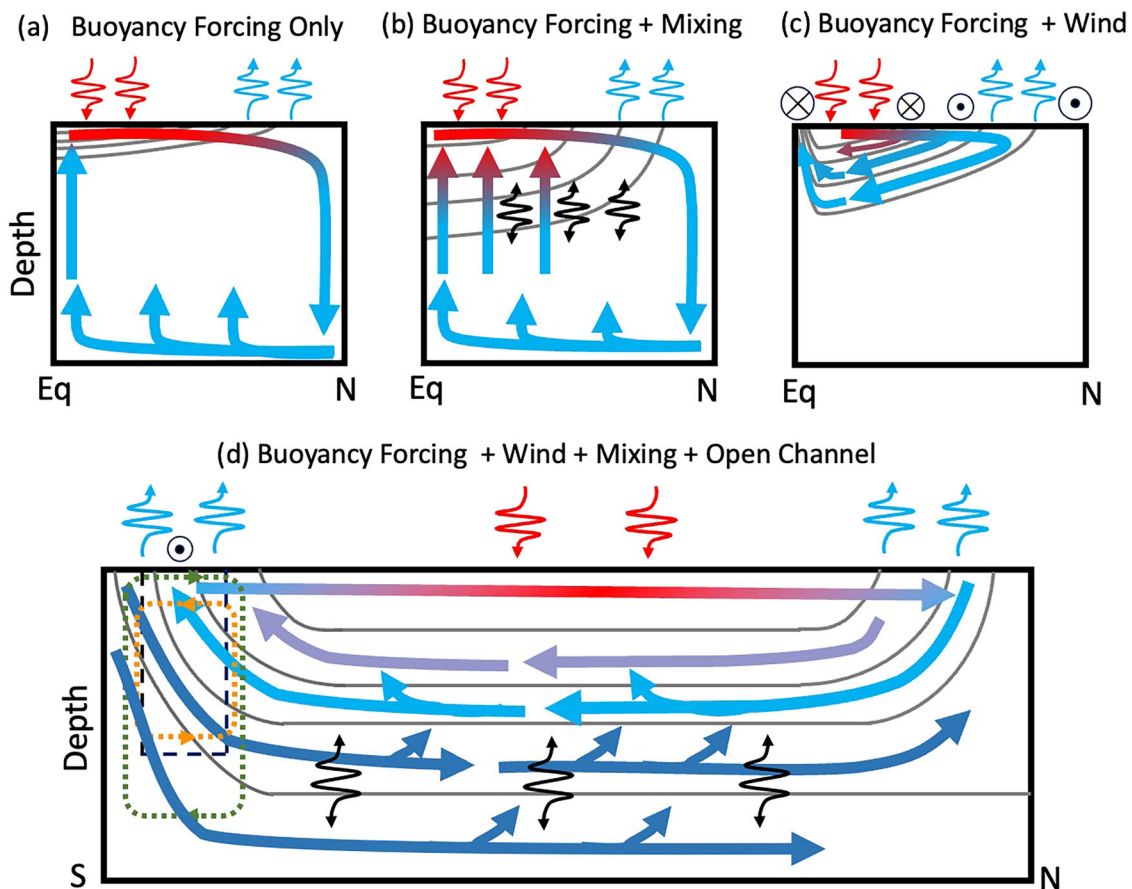 (a) Buoyancy Forcing Only
(b) Buoyancy Forcing + Mixing
(c) Buoyancy Forcing + Wind
Depth
Eq
N
Eq
N
Eq
N
(d) Buoyancy Forcing + Wind + Mixing + Open Channel
Depth
S
N